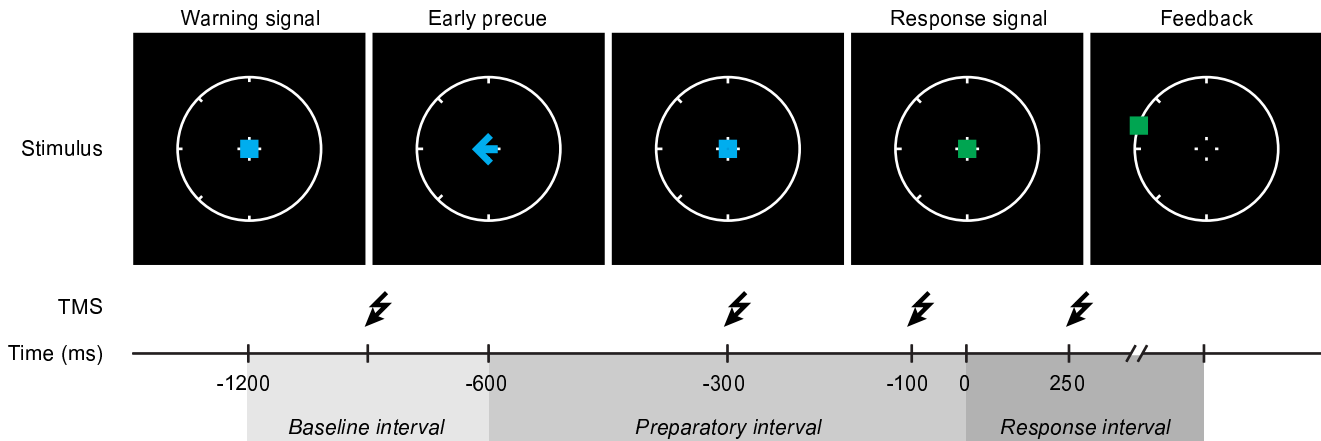 Warning signal Early precue Response signal Feedback
Stimulus
TMS
Time (ms)
-1200 -600 -300 -100 0 250
Baseline interval Preparatory interval Response interval